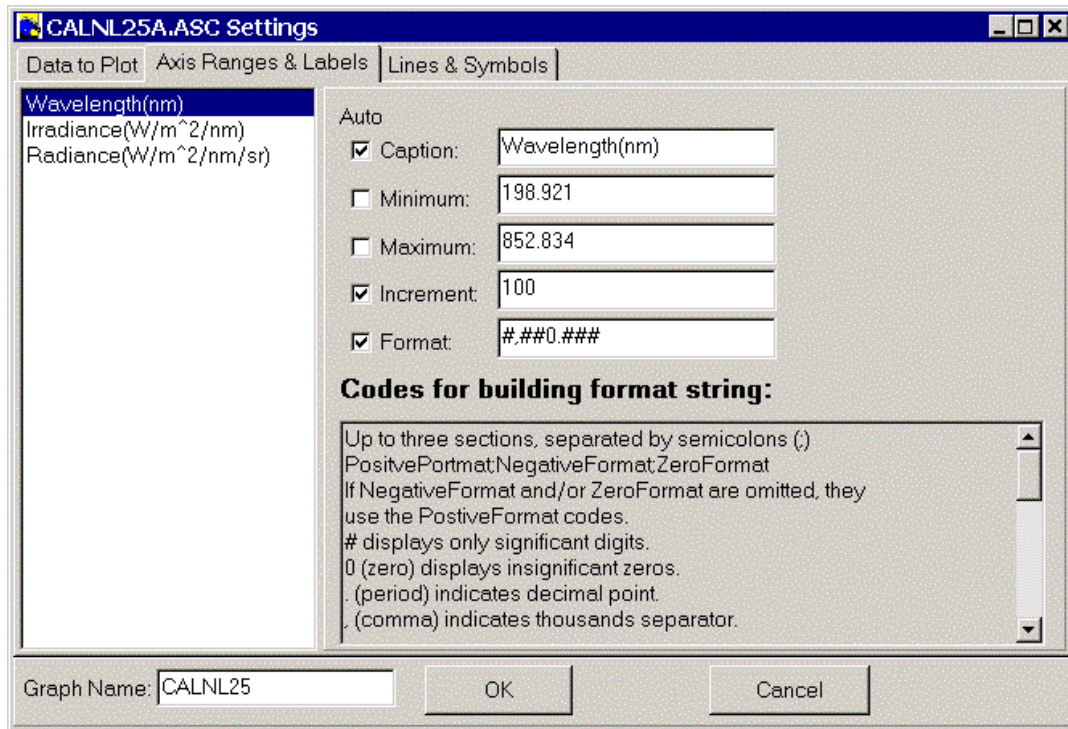 CALNL25A.ASC Settings
Data to Plot Axis Ranges & Labels Lines & Symbols
Wavelength(nm)
Irradiance(W/m^2/nm)
Radiance(W/m^2/nm/sr)
Auto
Caption: Wavelength(nm)
Minimum: 198.921
Maximum: 852.834
Increment: 100
Format: #,##0.###
Codes for building format string:
Up to three sections, separated by semicolons (;)
PositvePortmat;NegativeFormat;ZeroFormat
If NegativeFormat and/or ZeroFormat are omitted, they
use the PostiveFormat codes.
# displays only significant digits.
0 (zero) displays insignificant zeros.
. (period) indicates decimal point.
, (comma) indicates thousands separator.
Graph Name: CALNL25 OK Cancel